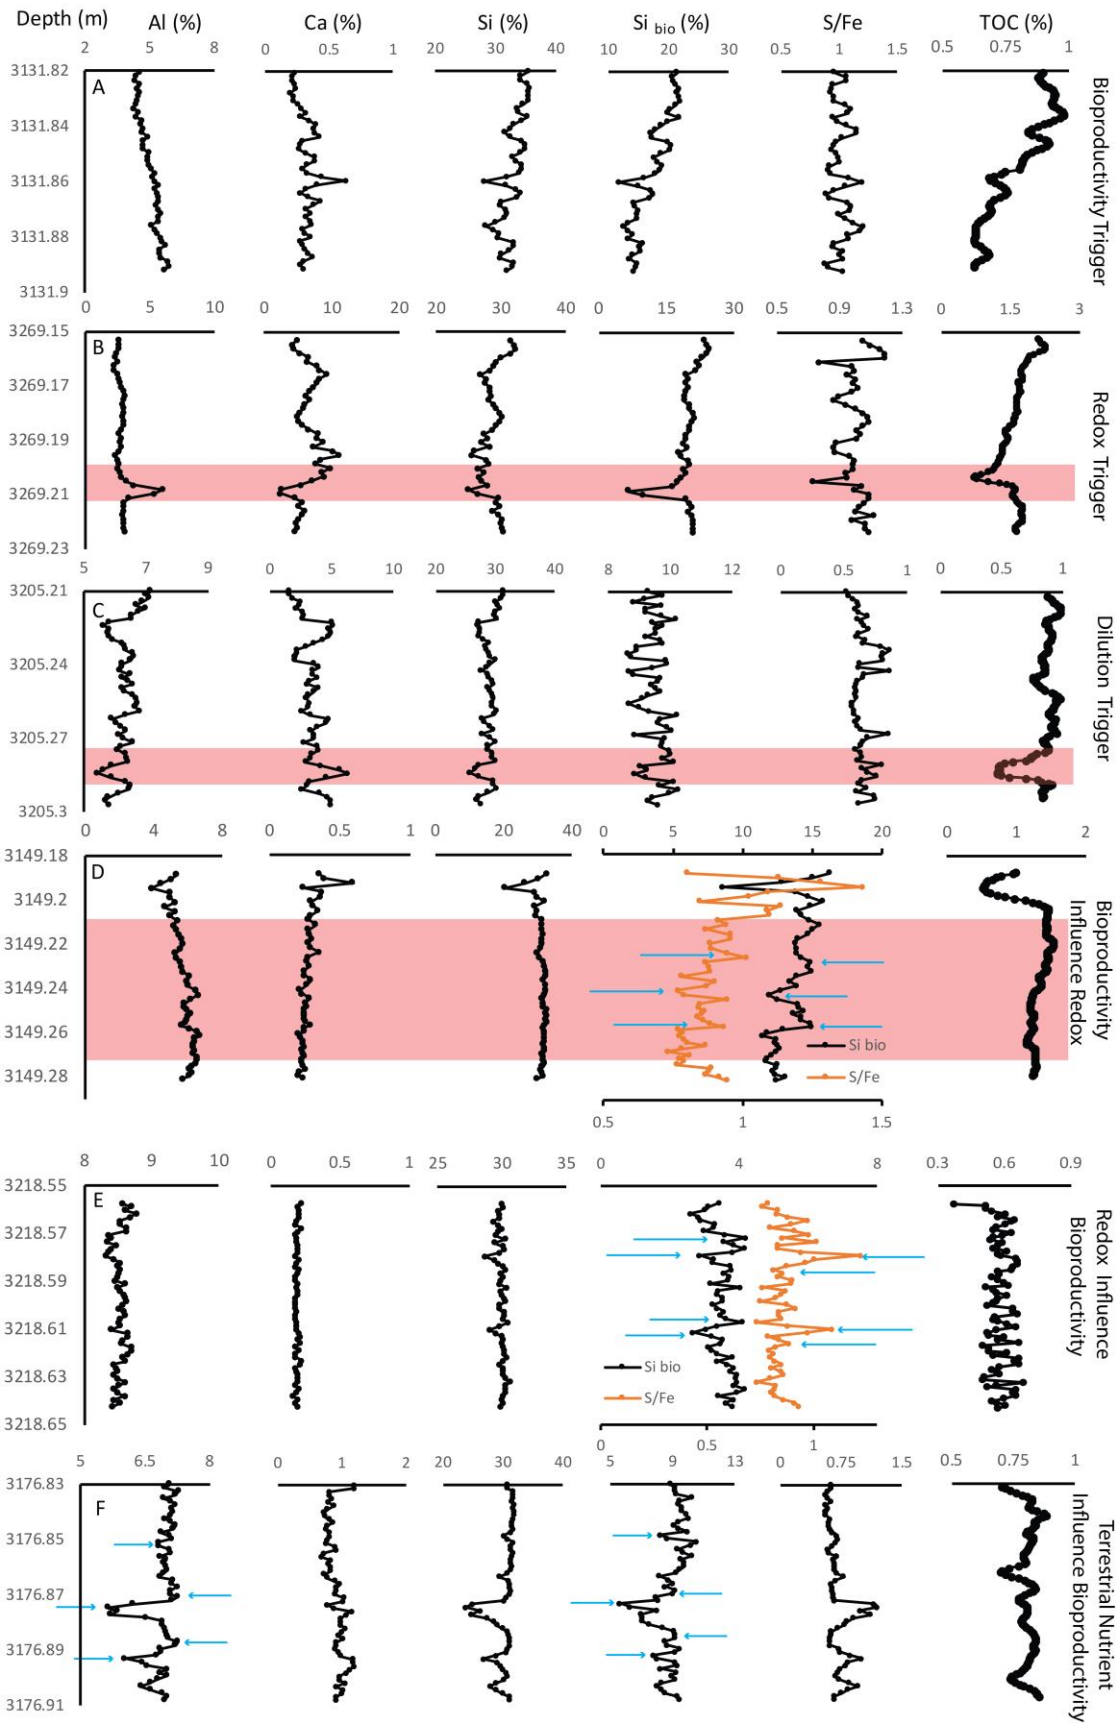 Depth (m) Al (%) Ca (%) Si (%) Si bio (%) S/Fe TOC (%)
2 5 8 0 0.5 1 20 30 40 10 20 30 0.5 1 1.5 0.5 0.75 1
3131.82
A
3131.84
3131.86
3131.88
3131.9
Bioproductivity Trigger
0 5 10 0 10 20 20 30 40 0 10 20 30 0.5 0.9 1.3 0 1.5 3
3269.15
B
3269.17
3269.19
3269.21
3269.23
Redox Trigger
5 7 9 0 5 10 20 30 40 8 10 12 0 0.5 1 0 0.5 1
3205.21
C
3205.24
3205.27
3205.3
Dilution Trigger
0 4 8 0 0.5 1 0 20 40 0 5 10 15 20 0 1 2
3149.18
D
3149.2
3149.22
3149.24
3149.26
3149.28
Si bio
S/Fe
0.5 1 1.5
Bioproductivity
Influence Redox
8 9 10 0 0.5 1 25 30 35 0 4 8 0.3 0.6 0.9
3218.55
E
3218.57
3218.59
3218.61
3218.63
3218.65
Si bio
S/Fe
0 0.5 1
Redox Influence
Bioproductivity
5 6.5 8 0 1 2 20 30 40 5 9 13 0 0.75 1.5 0.5 0.75 1
3176.83
F
3176.85
3176.87
3176.89
3176.91
Terrestrial Nutrient
Influence Bioproductivity